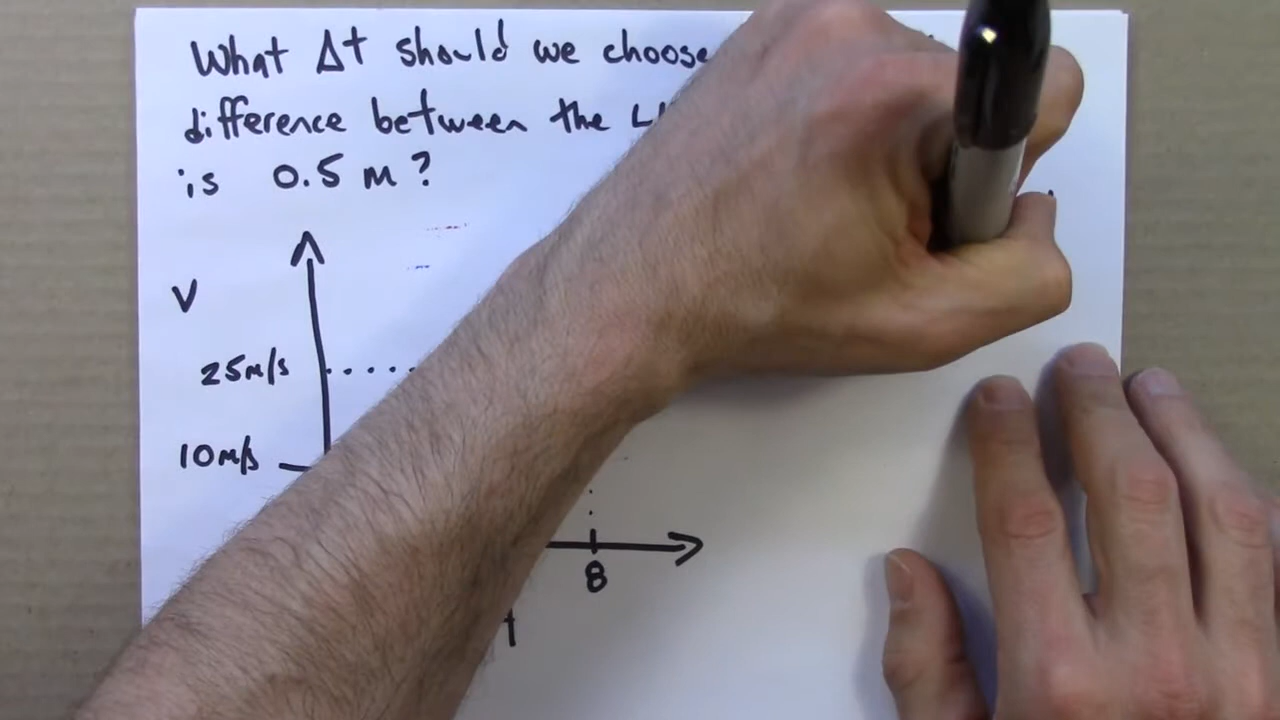 What Δt should we choose
difference between the
is 0.5 m?
V
25m/s
10m/s
8
t